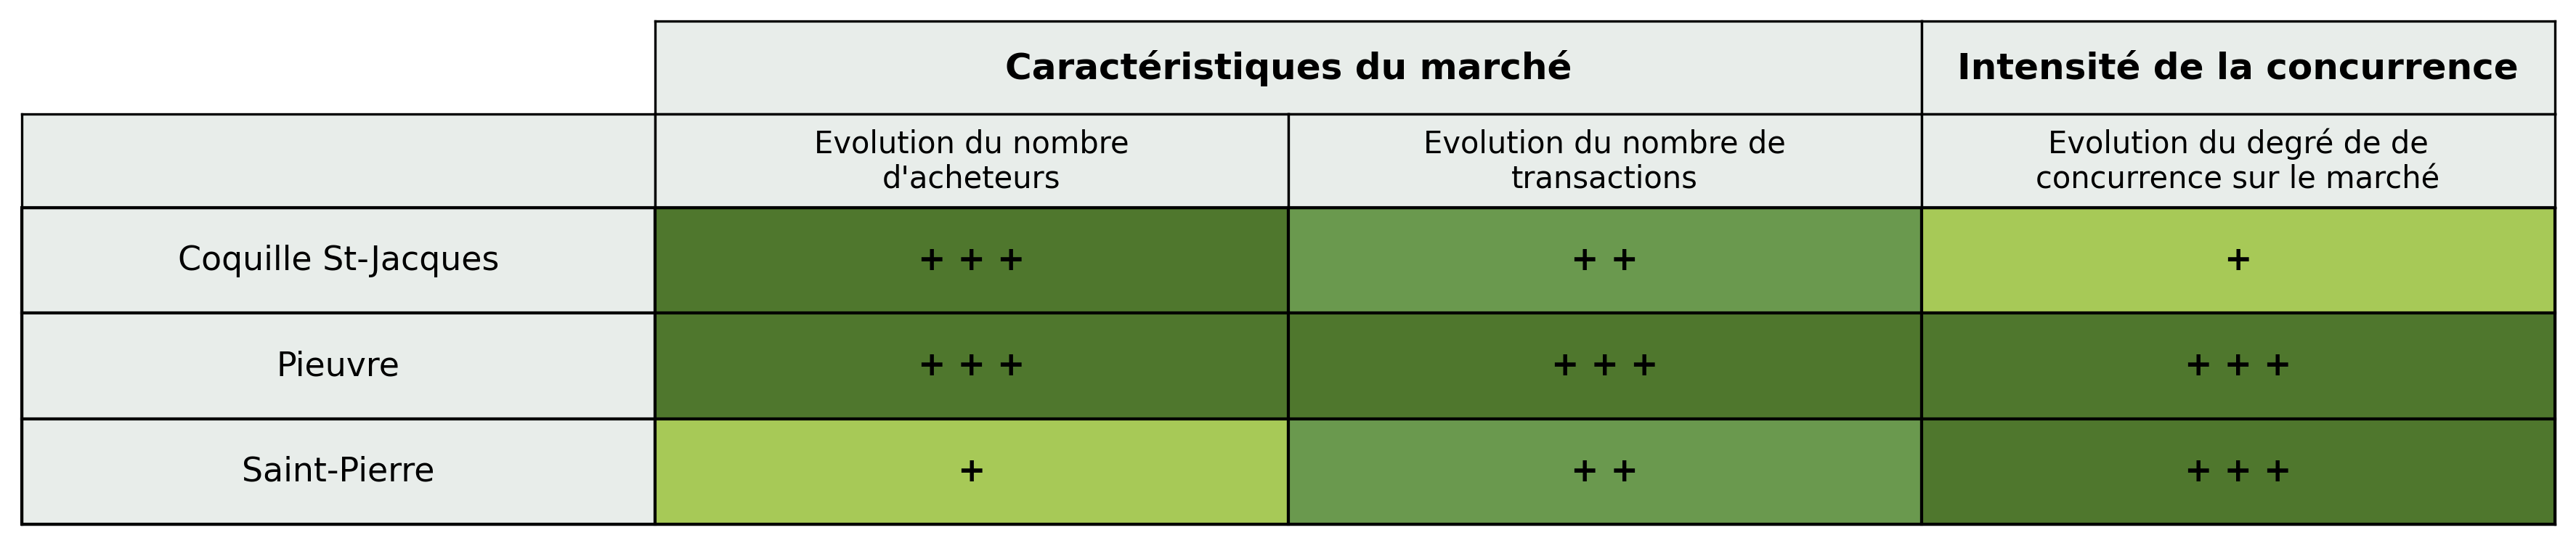 Caractéristiques du marché
Intensité de la concurrence
Evolution du nombre
d'acheteurs
Evolution du nombre de
transactions
Evolution du degré de de
concurrence sur le marché
Coquille St-Jacques
+ + +
+ +
+
Pieuvre
+ + +
+ + +
+ + +
Saint-Pierre
+
+ +
+ + +